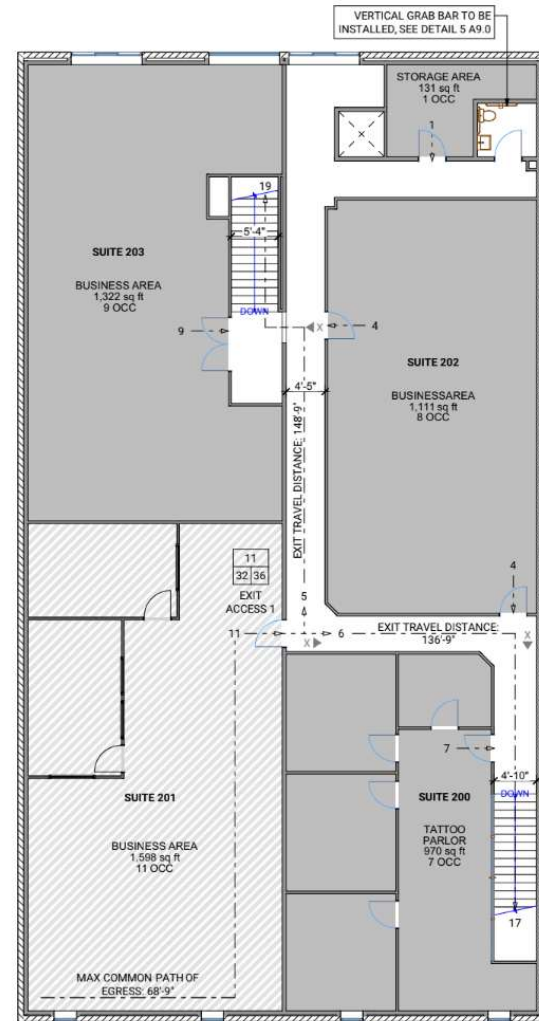 VERTICAL GRAB BAR TO BE
INSTALLED, SEE DETAIL 5 A9.0
STORAGE AREA
131 sq ft
1 OCC
1
19
5'-4"
SUITE 203
BUSINESS AREA
1,322 sq ft
9 OCC
DOWN
9
X
4
SUITE 202
BUSINESSAREA
1,111 sq ft
8 OCC
4'-5"
EXIT TRAVEL DISTANCE: 148'-9"
11
32 36
EXIT
ACCESS 1
5
4
11
X
6
EXIT TRAVEL DISTANCE:
136'-9"
X
7
4'-10"
DOWN
SUITE 201
SUITE 200
BUSINESS AREA
1,598 sq ft
11 OCC
TATTOO
PARLOR
970 sq ft
7 OCC
17
MAX COMMON PATH OF
EGRESS: 68'-9"